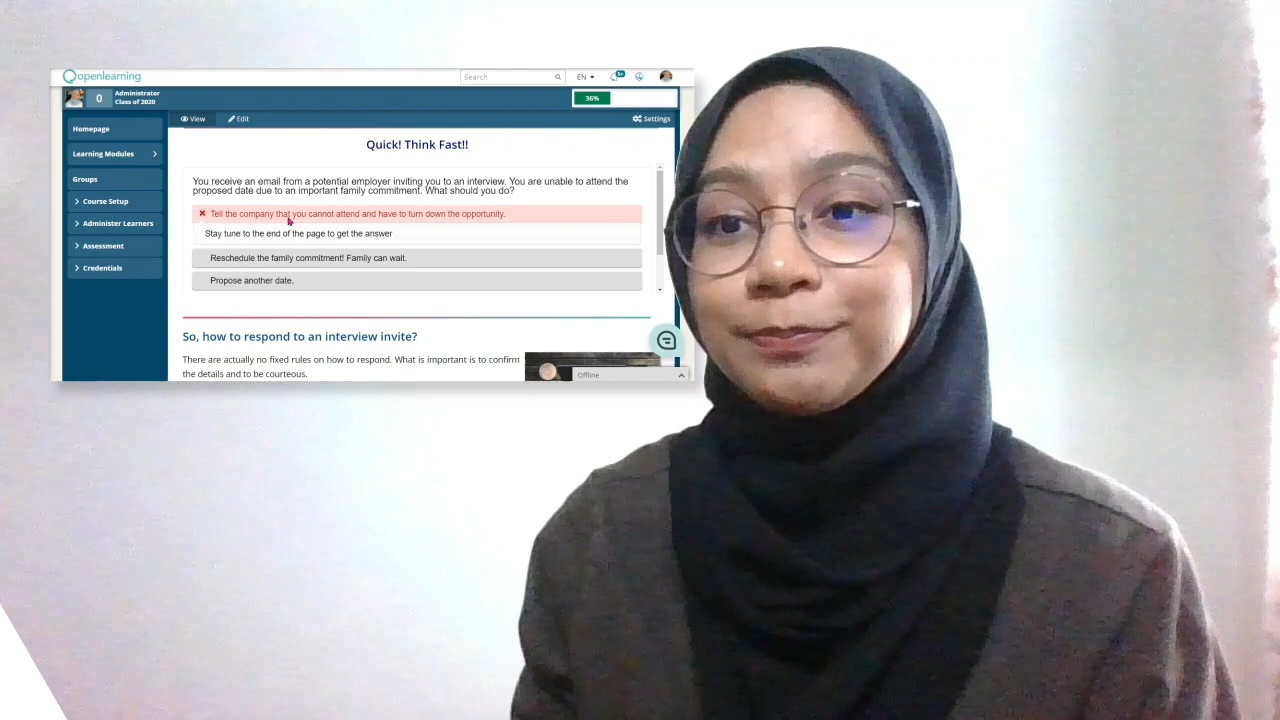 openlearning
Search
EN
5+
0
Administrator
Class of 2020
36%
View
Edit
Settings
Homepage
Learning Modules
Groups
Course Setup
Administer Learners
Assessment
Credentials
Quick! Think Fast!!
You receive an email from a potential employer inviting you to an interview. You are unable to attend the
proposed date due to an important family commitment. What should you do?
Tell the company that you cannot attend and have to turn down the opportunity.
Stay tune to the end of the page to get the answer
Reschedule the family commitment! Family can wait.
Propose another date.
So, how to respond to an interview invite?
There are actually no fixed rules on how to respond. What is important is to confirm
the details and to be courteous.
Offline